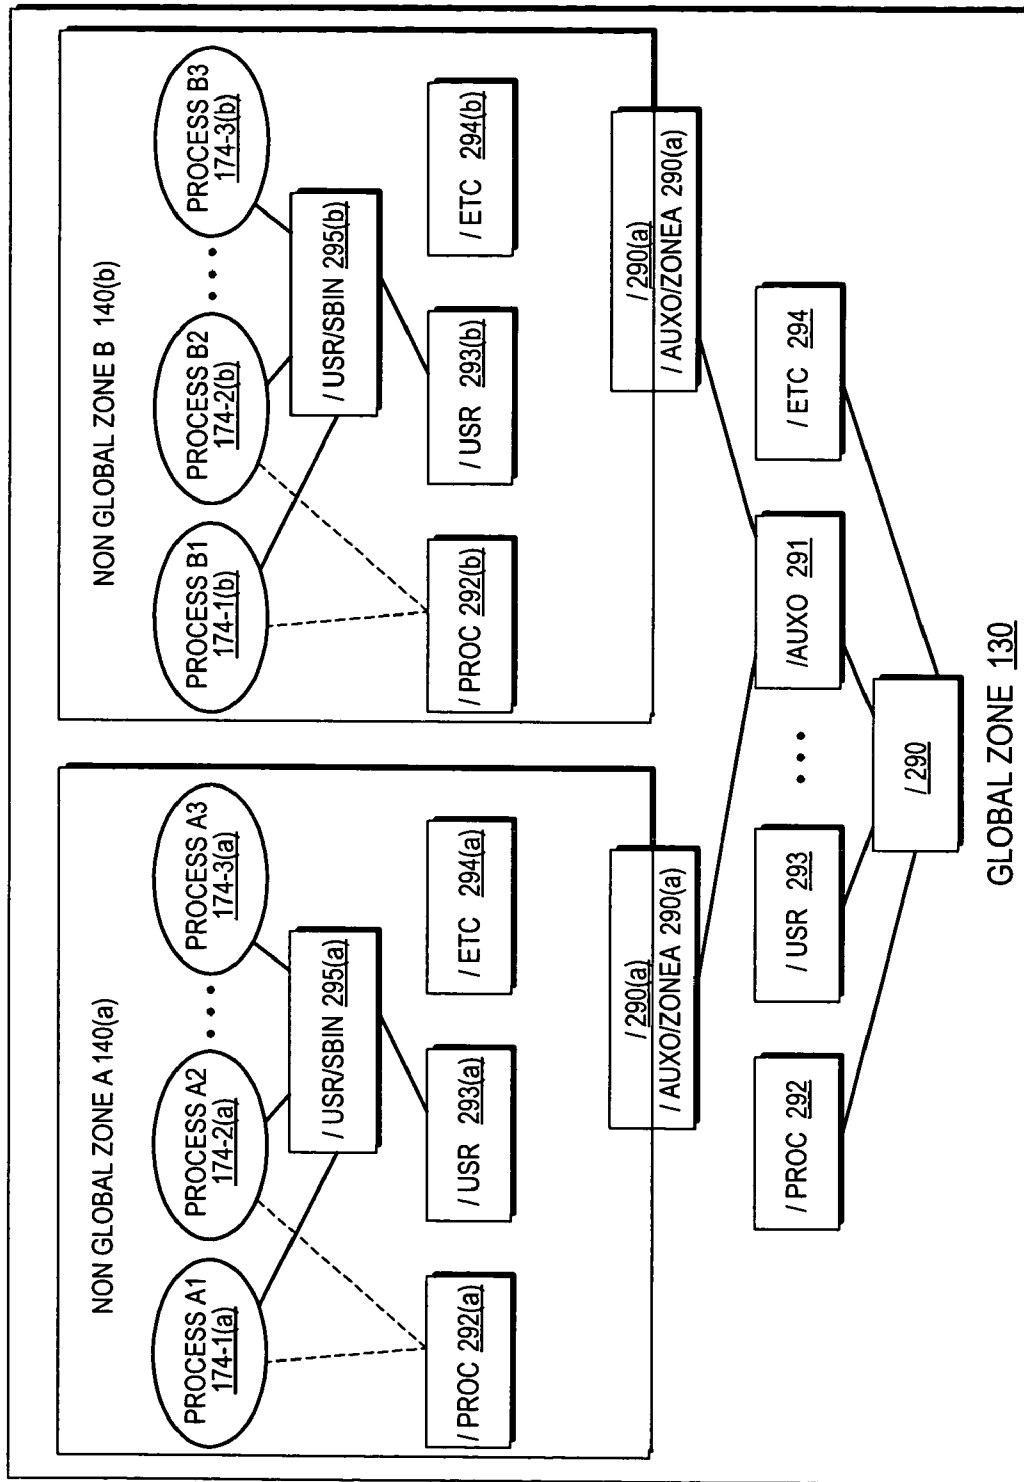 NON GLOBAL ZONE A 140(a)
PROCESS A1
174-1(a)
PROCESS A2
174-2(a)
PROCESS A3
174-3(a)
/ USR/SBIN 295(a)
/ PROC 292(a)
/ USR 293(a)
/ ETC 294(a)
/ 290(a)
/ AUXO/ZONEA 290(a)
NON GLOBAL ZONE B 140(b)
PROCESS B1
174-1(b)
PROCESS B2
174-2(b)
PROCESS B3
174-3(b)
/ USR/SBIN 295(b)
/ PROC 292(b)
/ USR 293(b)
/ ETC 294(b)
/ 290(a)
/ AUXO/ZONEA 290(a)
/ PROC 292
/ USR 293
/AUXO 291
/ ETC 294
/ 290
GLOBAL ZONE 130